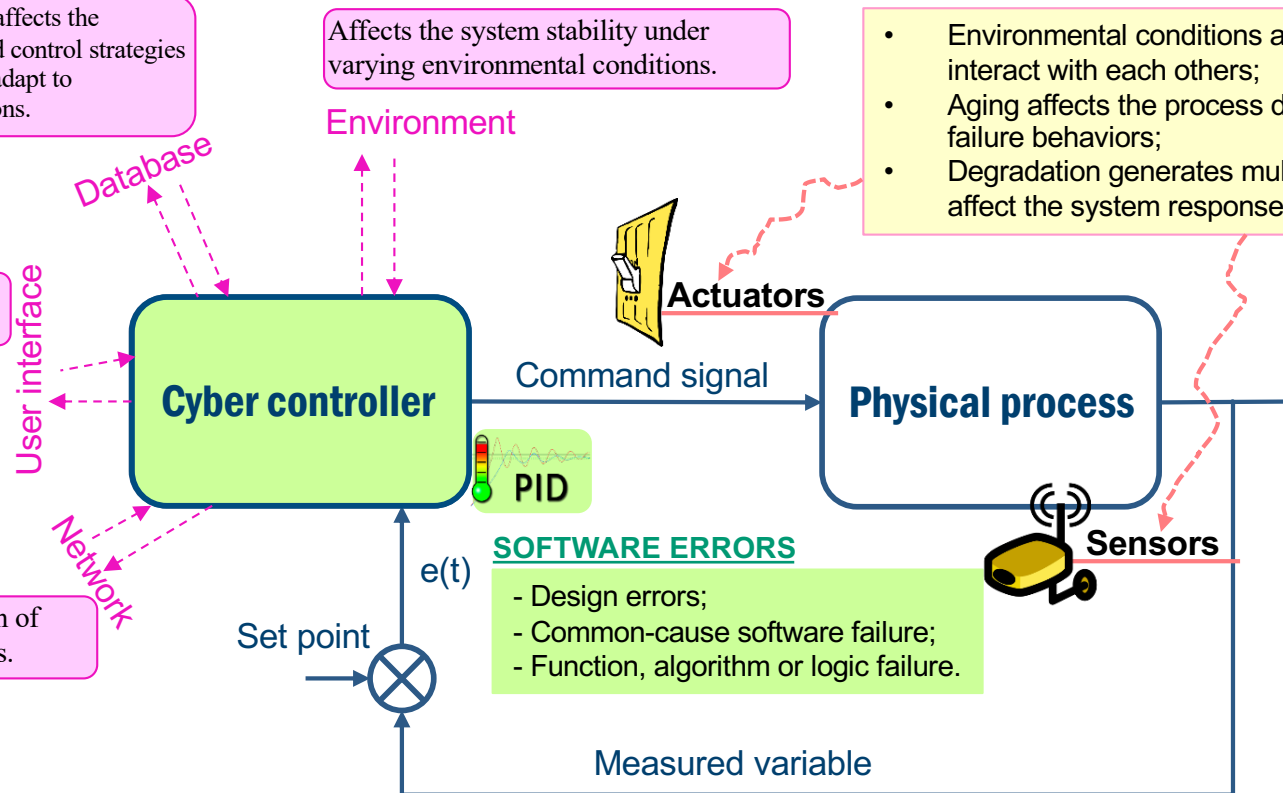 affects the
control strategies
adapt to
Affects the system stability under
varying environmental conditions.
• Environmental conditions
interact with each others;
• Aging affects the process
failure behaviors;
• Degradation generates
affect the system response
Environment
Database
User interface
Network
Actuators
Cyber controller
Command signal
Physical process
PID
Sensors
SOFTWARE ERRORS
- Design errors;
- Common-cause software failure;
- Function, algorithm or logic failure.
e(t)
Set point
of
Measured variable